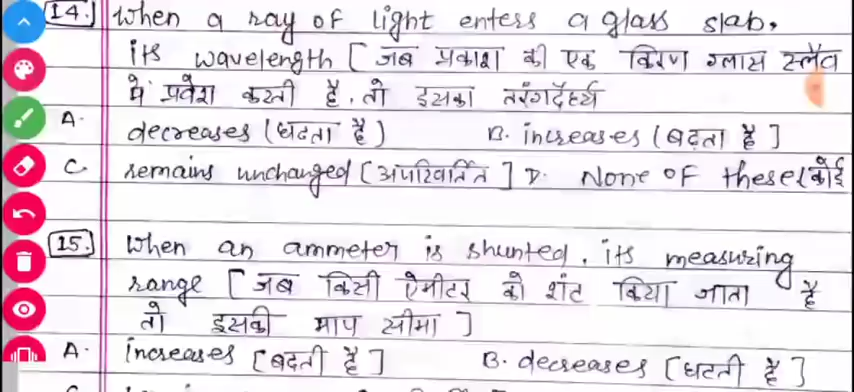 14. When a ray of light enters a glass slab,
its wavelength [ जब प्रकाश की एक किरण ग्लास स्लैव
में प्रवेश करती है, तो इसका तरंगदैर्ध्य
A. decreases (घटता है) B. increases (बढ़ता है ]
C. remains unchanged [अपरिवर्तित ] D. None of these(कोई
15. When an ammeter is shunted, its measuring
range [ जब किसी ऐमीटर को शंट किया जाता है
तो इसकी माप सीमा ]
A. increases [बढ़ती है ] B. decreases [घटती है ]